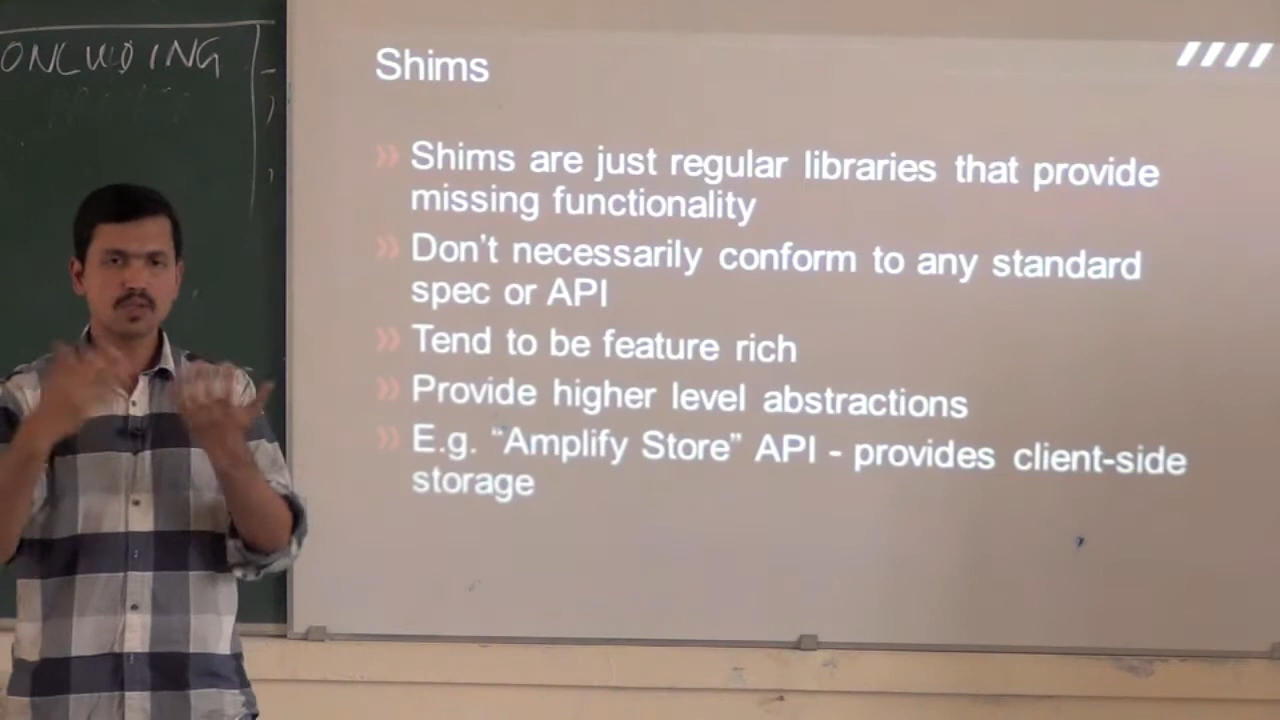 ONCLUDING
Shims
» Shims are just regular libraries that provide
missing functionality
» Don't necessarily conform to any standard
spec or API
» Tend to be feature rich
» Provide higher level abstractions
» E.g. “Amplify Store” API - provides client-side
storage